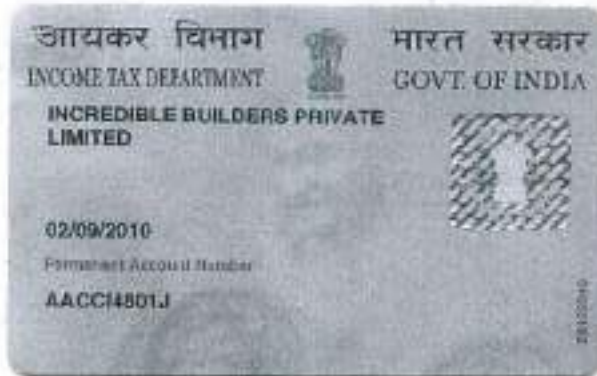 आयकर विभाग
भारत सरकार
INCOME TAX DEPARTMENT
GOVT. OF INDIA
INCREDIBLE BUILDERS PRIVATE
LIMITED
02/09/2010
Permanent Account Number
AACCI4801J